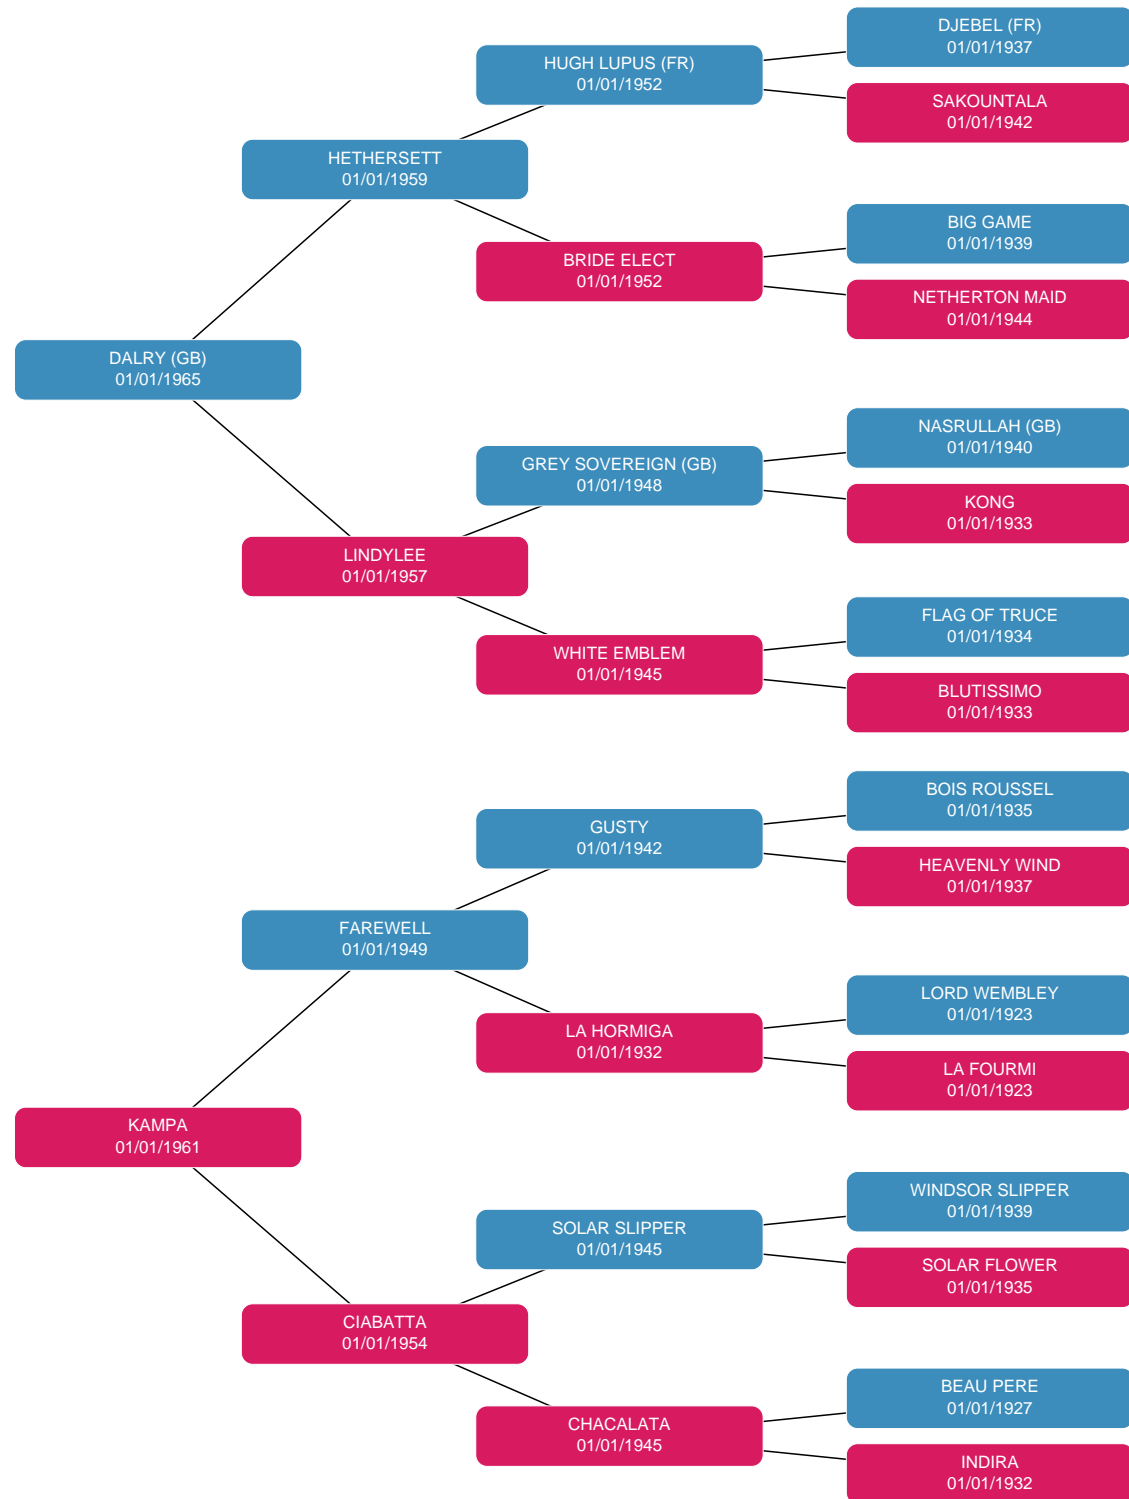 DJEBEL (FR)
01/01/1937
HUGH LUPUS (FR)
01/01/1952
SAKOUNTALA
01/01/1942
HETHERSETT
01/01/1959
BIG GAME
01/01/1939
BRIDE ELECT
01/01/1952
NETHERTON MAID
01/01/1944
DALRY (GB)
01/01/1965
NASRULLAH (GB)
01/01/1940
GREY SOVEREIGN (GB)
01/01/1948
KONG
01/01/1933
LINDYLEE
01/01/1957
FLAG OF TRUCE
01/01/1934
WHITE EMBLEM
01/01/1945
BLUTISSIMO
01/01/1933
BOIS ROUSSEL
01/01/1935
GUSTY
01/01/1942
HEAVENLY WIND
01/01/1937
FAREWELL
01/01/1949
LORD WEMBLEY
01/01/1923
LA HORMIGA
01/01/1932
LA FOURMI
01/01/1923
KAMPA
01/01/1961
WINDSOR SLIPPER
01/01/1939
SOLAR SLIPPER
01/01/1945
SOLAR FLOWER
01/01/1935
CIABATTA
01/01/1954
BEAU PERE
01/01/1927
CHACALATA
01/01/1945
INDIRA
01/01/1932